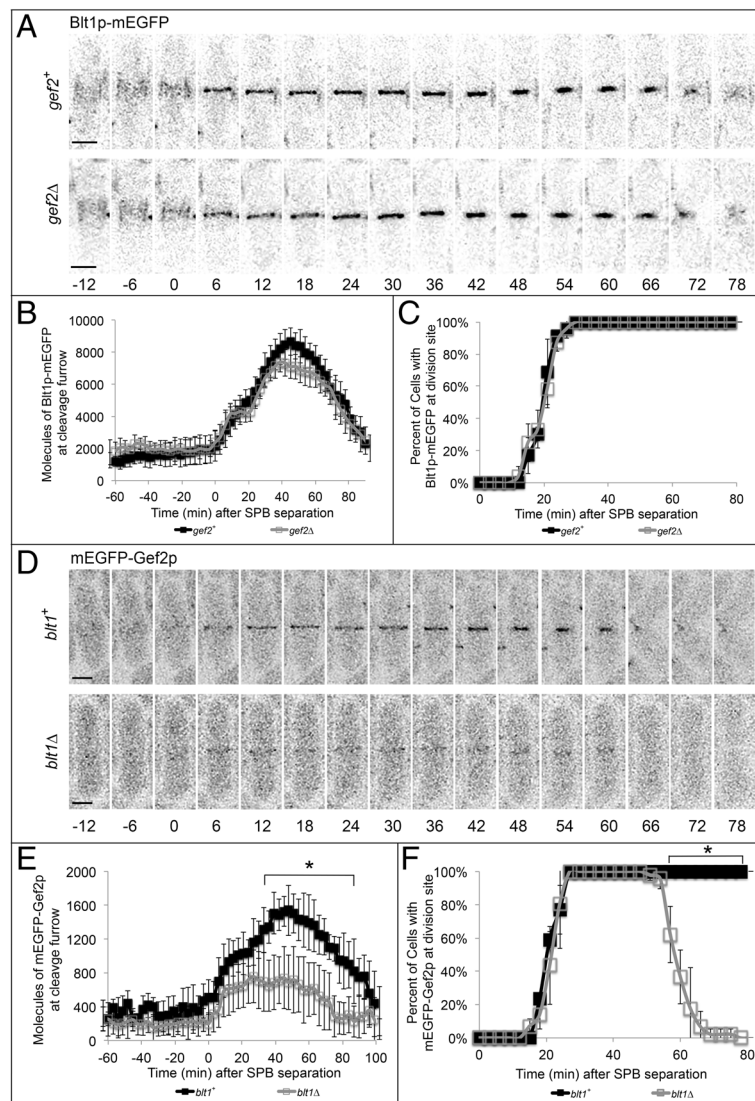 A
Blt1p-mEGFP
gef2+
gef2Δ
-12 -6 0 6 12 18 24 30 36 42 48 54 60 66 72 78
B
Molecules of Blt1p-mEGFP
at cleavage furrow
10000
8000
6000
4000
2000
0
-60 -40 -20 0 20 40 60 80
Time (min) after SPB separation
gef2+ gef2Δ
C
Percent of Cells with
Blt1p-mEGFP at division site
100%
80%
60%
40%
20%
0%
0 20 40 60 80
Time (min) after SPB separation
gef2+ gef2Δ
D
mEGFP-Gef2p
blt1+
blt1Δ
-12 -6 0 6 12 18 24 30 36 42 48 54 60 66 72 78
E
Molecules of mEGFP-Gef2p
at cleavge furrow
2000
1600
1200
800
400
0
*
-60 -40 -20 0 20 40 60 80 100
Time (min) after SPB separation
blt1+ blt1Δ
F
Percent of Cells with
mEGFP-Gef2p at division site
100%
80%
60%
40%
20%
0%
*
0 20 40 60 80
Time (min) after SPB separation
blt1+ blt1Δ